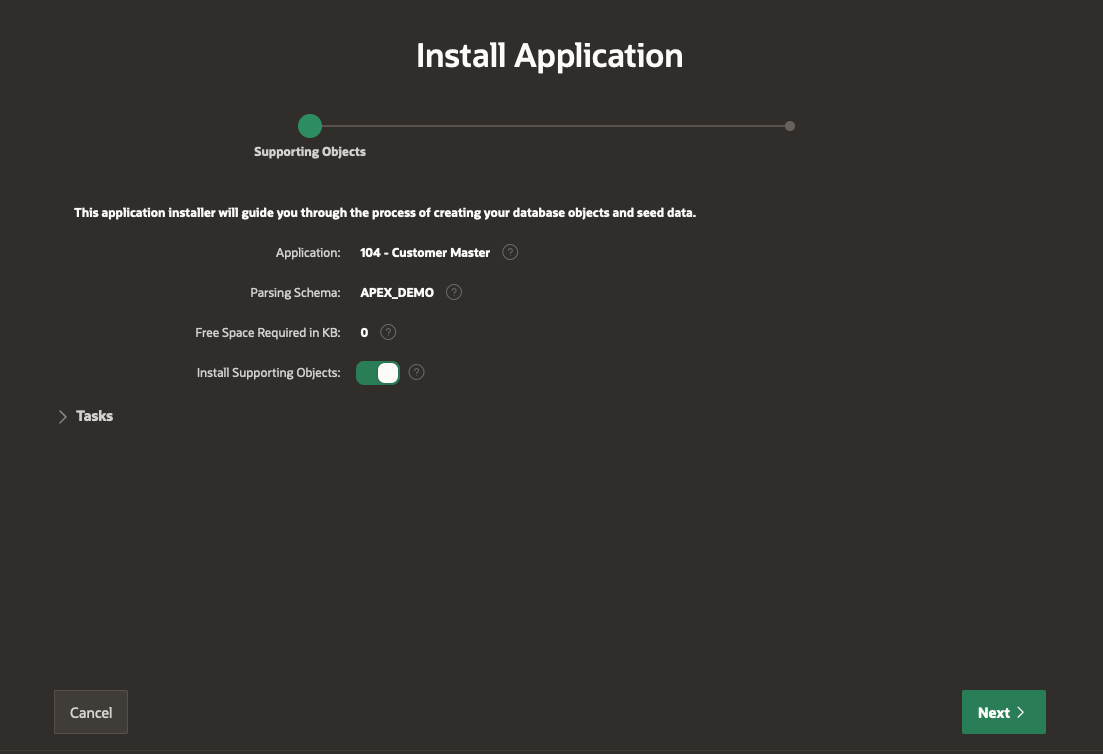 Install Application
Supporting Objects
This application installer will guide you through the process of creating your database objects and seed data.
Application: 104 - Customer Master ?
Parsing Schema: APEX_DEMO ?
Free Space Required in KB: 0 ?
Install Supporting Objects: ?
Tasks
Cancel Next